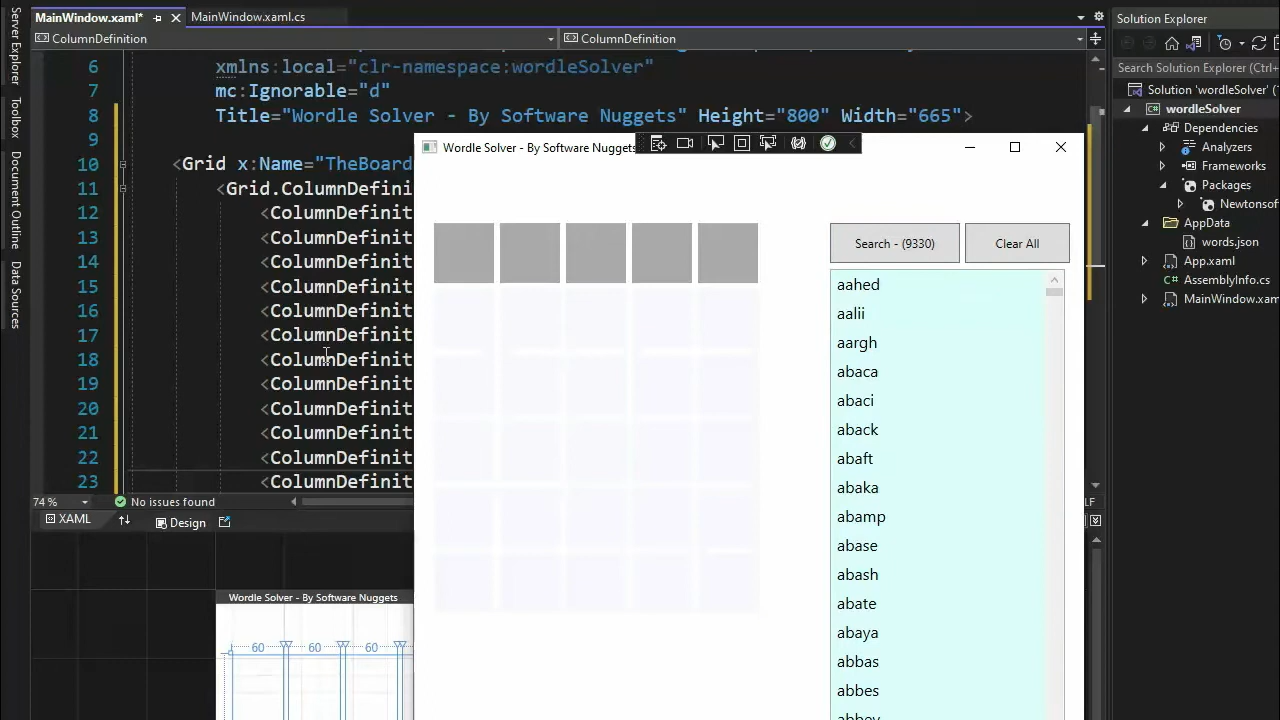 MainWindow.xaml*
MainWindow.xaml.cs
Solution Explorer
ColumnDefinition
ColumnDefinition
Server Explorer
Toolbox
Document Outline
Data Sources
6 xmlns:local="clr-namespace:wordleSolver"
7 mc:Ignorable="d"
8 Title="Wordle Solver - By Software Nuggets" Height="800" Width="665">
9
10 <Grid x:Name="TheBoard
11 <Grid.ColumnDefini
12 <ColumnDefinit
13 <ColumnDefinit
14 <ColumnDefinit
15 <ColumnDefinit
16 <ColumnDefinit
17 <ColumnDefinit
18 <ColumnDefinit
19 <ColumnDefinit
20 <ColumnDefinit
21 <ColumnDefinit
22 <ColumnDefinit
23 <ColumnDefinit
74 %
No issues found
LF
XAML
Design
Wordle Solver - By Software Nuggets
60 60 60
Wordle Solver - By Software Nuggets
Search - (9330)
Clear All
aahed
aalii
aargh
abaca
abaci
aback
abaft
abaka
abamp
abase
abash
abate
abaya
abbas
abbes
abbey
Search Solution Explorer (Ctrl+
Solution 'wordleSolver' (
wordleSolver
Dependencies
Analyzers
Frameworks
Packages
Newtonsof
AppData
words.json
App.xaml
AssemblyInfo.cs
MainWindow.xam